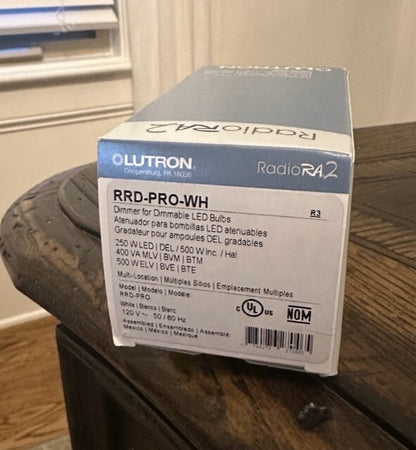 LUTRON
RadioRA2
LUTRON
Coopersburg, PA 18036
RadioRA2
RRD-PRO-WH
R3
Dimmer for Dimmable LED Bulbs
Atenuador para bombillas LED atenuables
Gradateur pour ampoules DEL gradables
250 W LED | DEL / 500 W Inc. / Hal
400 VA MLV | BVM | BTM
500 W ELV | BVE | BTE
Multi-Location | Multiples Sitios | Emplacement Multiples
Model | Modelo | Modèle:
RRD-PRO
White | Blanco | Blanc
120 V ~ 50 / 60 Hz
Assembled | Ensamblado | Assemblé:
Mexico | México | Mexique
C UL US
NOM